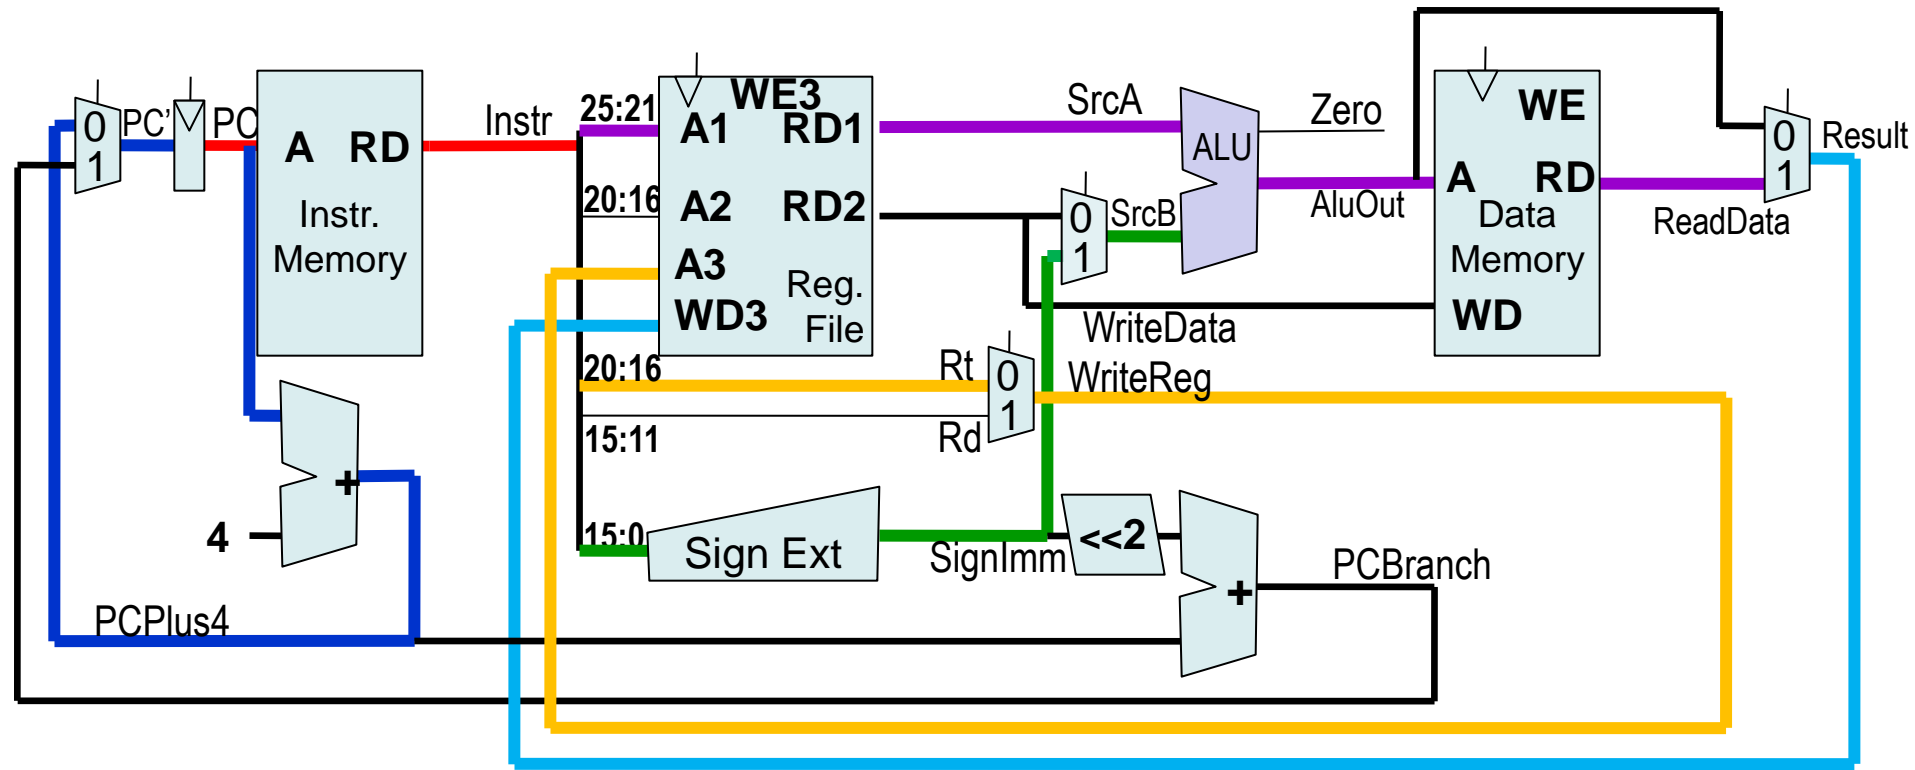 0
1
PC'
PC
A RD
Instr.
Memory
Instr
25:21
20:16
20:16
15:11
15:0
WE3
A1 RD1
A2 RD2
A3
WD3
Reg.
File
SrcA
ALU
Zero
0
1
SrcB
AluOut
WE
A RD
Data
Memory
WD
ReadData
0
1
Result
WriteData
WriteReg
Rt
Rd
0
1
+
4
Sign Ext
SignImm
<<2
+
PCBranch
PCPlus4